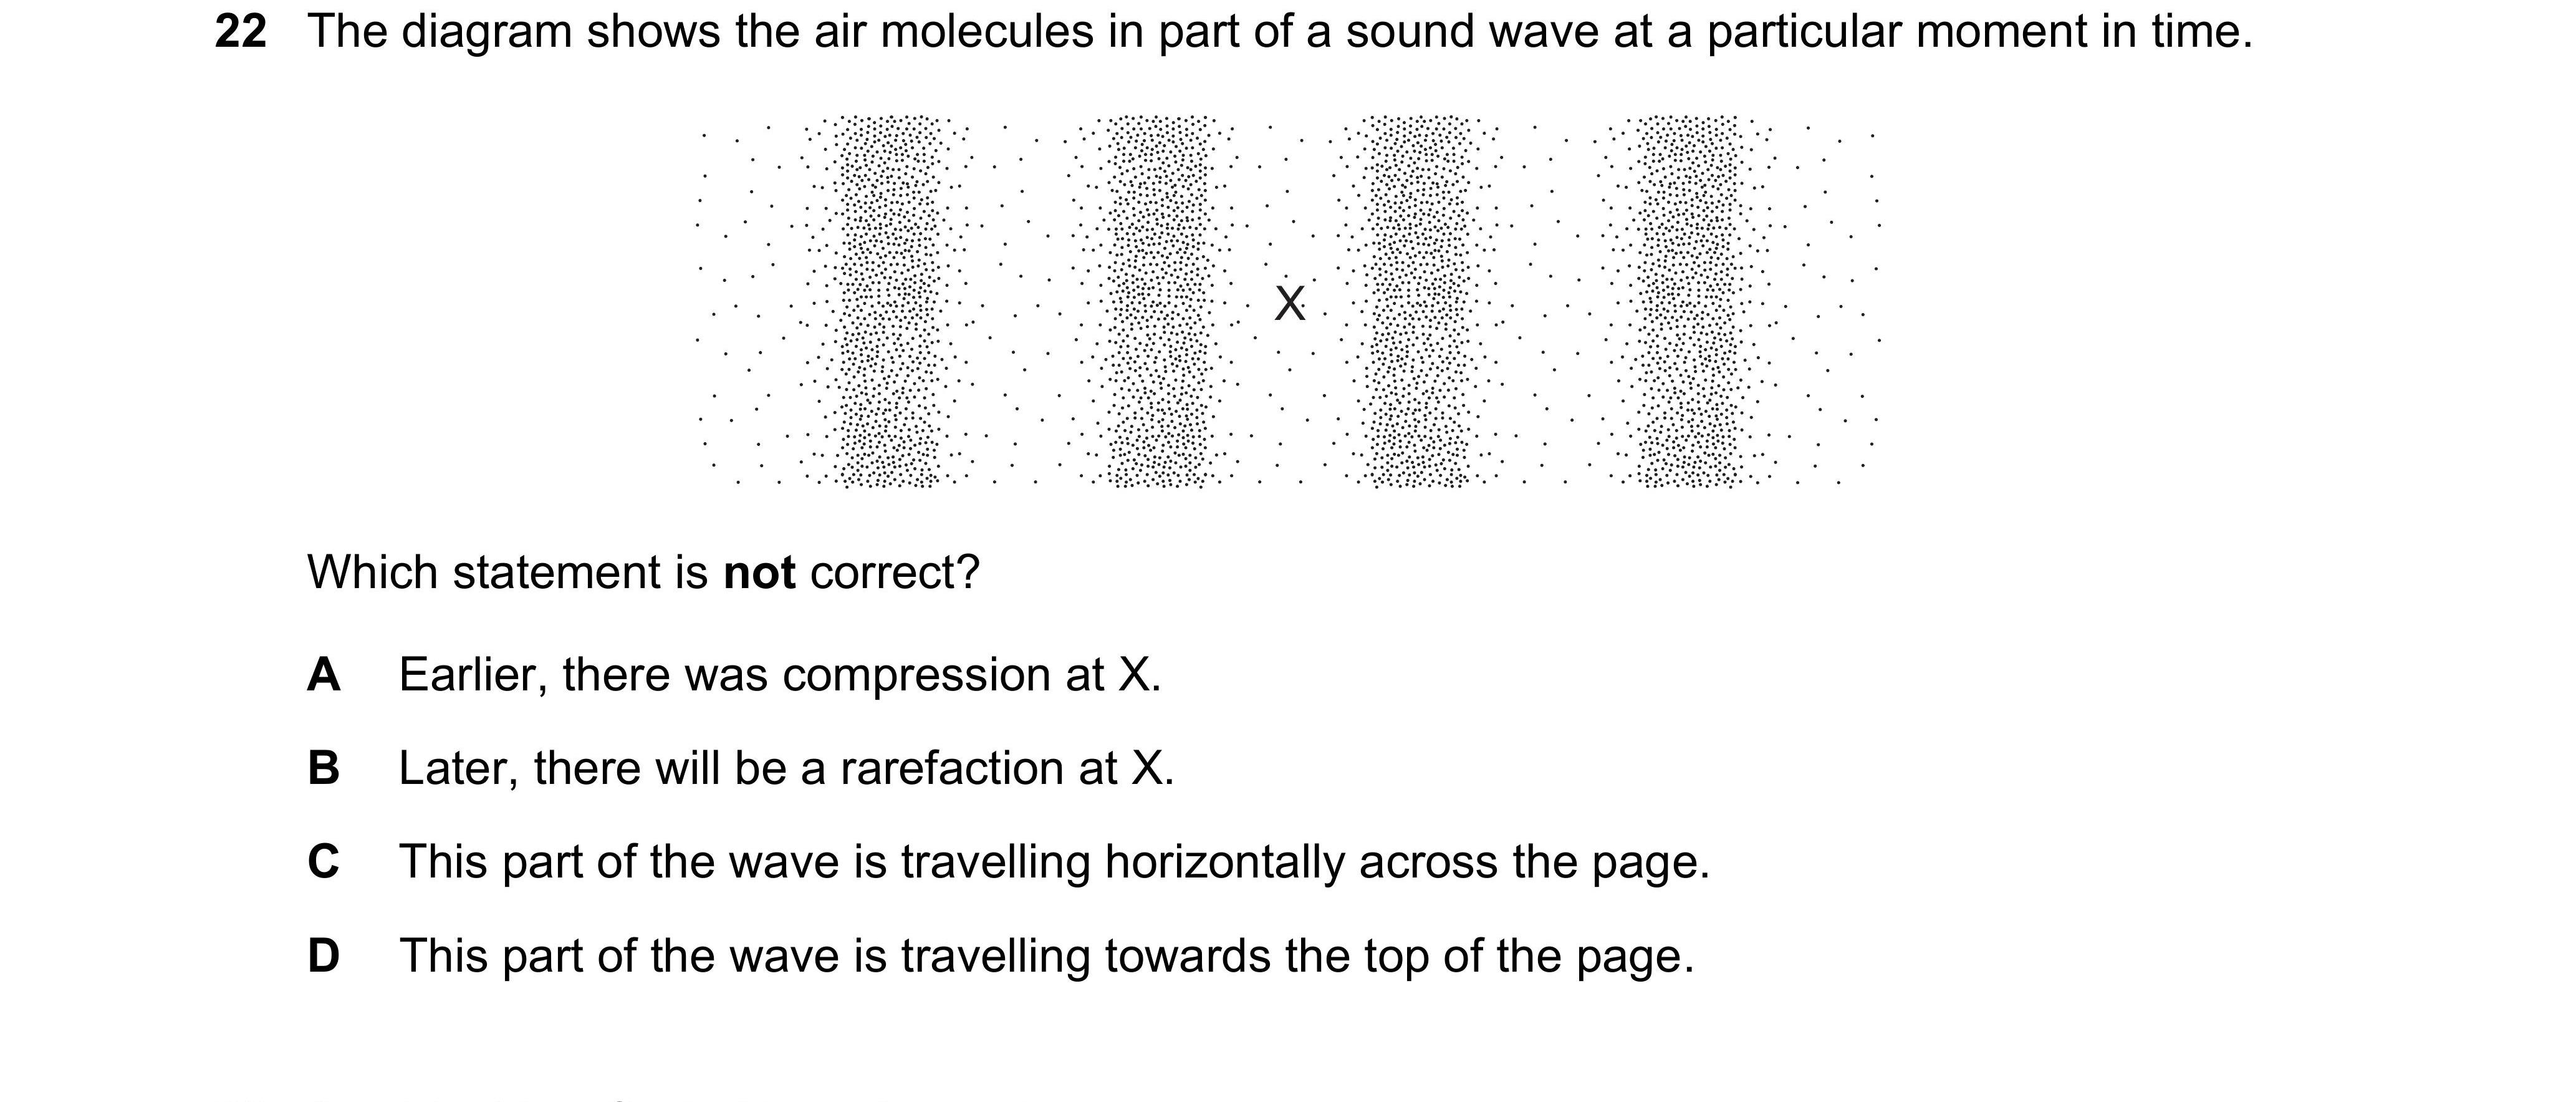 22 The diagram shows the air molecules in part of a sound wave at a particular moment in time.
X
Which statement is not correct?
A Earlier, there was compression at X.
B Later, there will be a rarefaction at X.
C This part of the wave is travelling horizontally across the page.
D This part of the wave is travelling towards the top of the page.